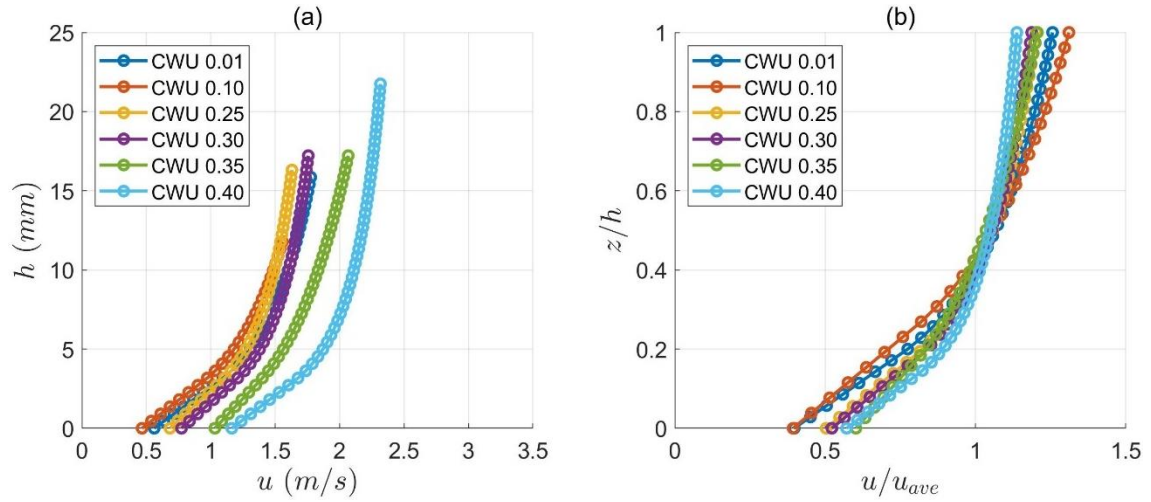 (a)
25
20
15
10
5
0
h (mm)
CWU 0.01
CWU 0.10
CWU 0.25
CWU 0.30
CWU 0.35
CWU 0.40
0 0.5 1 1.5 2 2.5 3 3.5
u (m/s)
(b)
1
0.8
0.6
0.4
0.2
0
z/h
CWU 0.01
CWU 0.10
CWU 0.25
CWU 0.30
CWU 0.35
CWU 0.40
0 0.5 1 1.5
u/u_ave